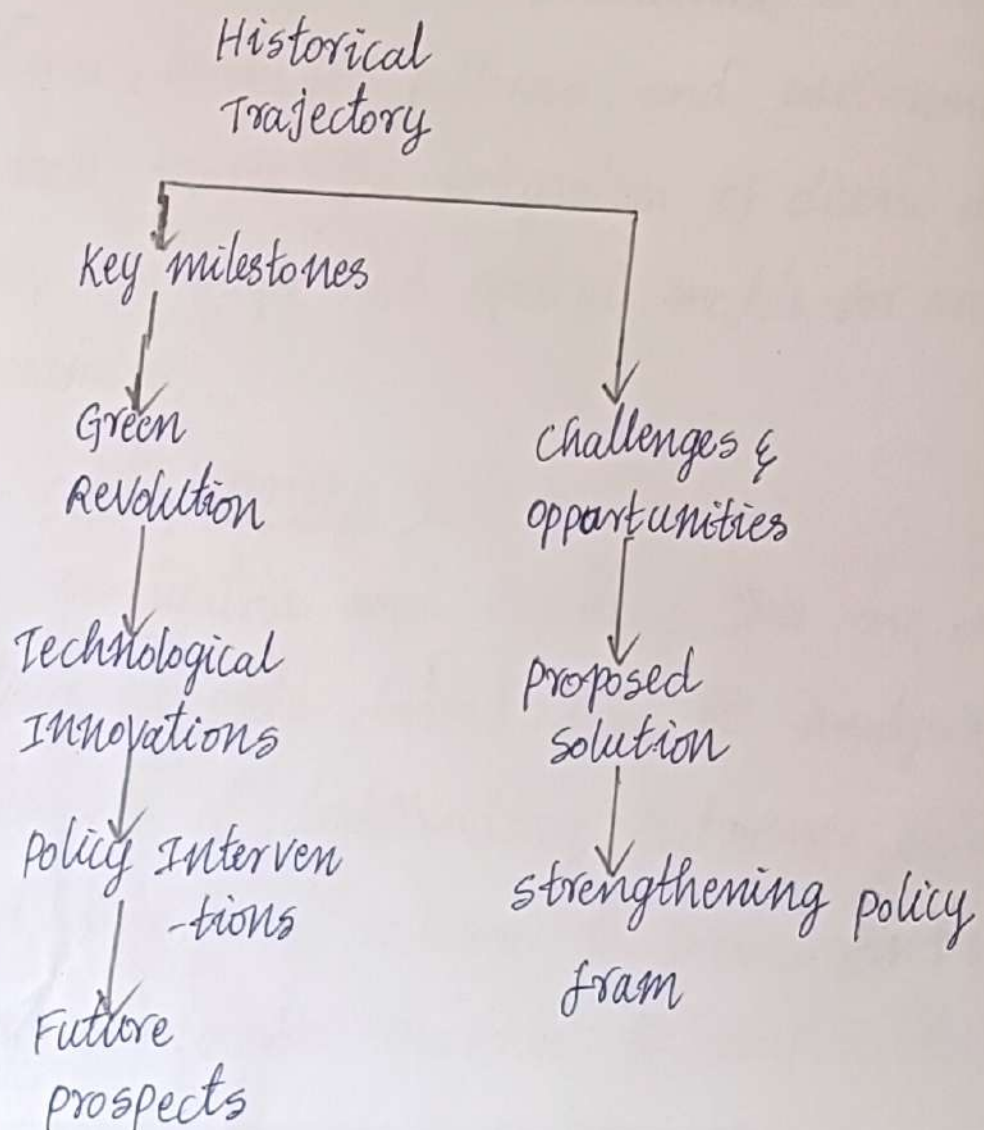 Historical
Trajectory
Key milestones
Green
Revolution
Technological
Innovations
Policy Interven
-tions
Future
prospects
Challenges &
opportunities
proposed
solution
strengthening policy
fram